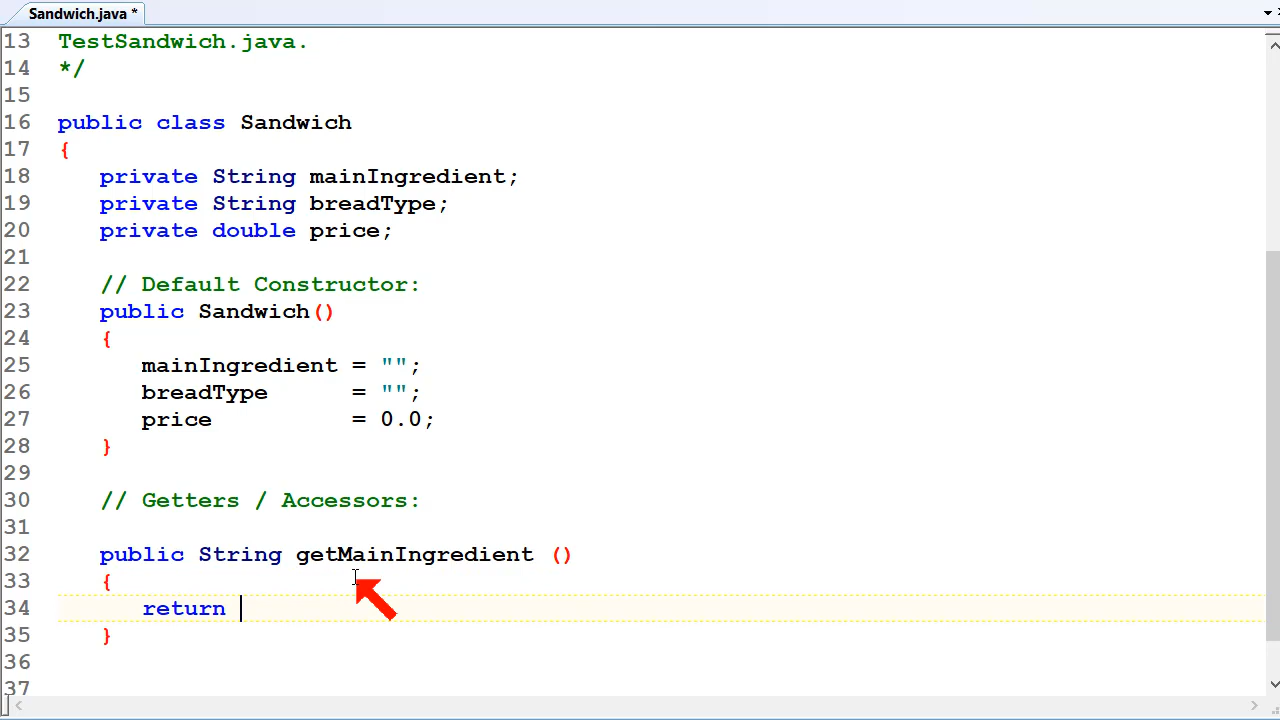 Sandwich.java *
13 TestSandwich.java.
14 */
15
16 public class Sandwich
17 {
18 private String mainIngredient;
19 private String breadType;
20 private double price;
21
22 // Default Constructor:
23 public Sandwich()
24 {
25 mainIngredient = "";
26 breadType = "";
27 price = 0.0;
28 }
29
30 // Getters / Accessors:
31
32 public String getMainIngredient ()
33 {
34 return
35 }
36
37